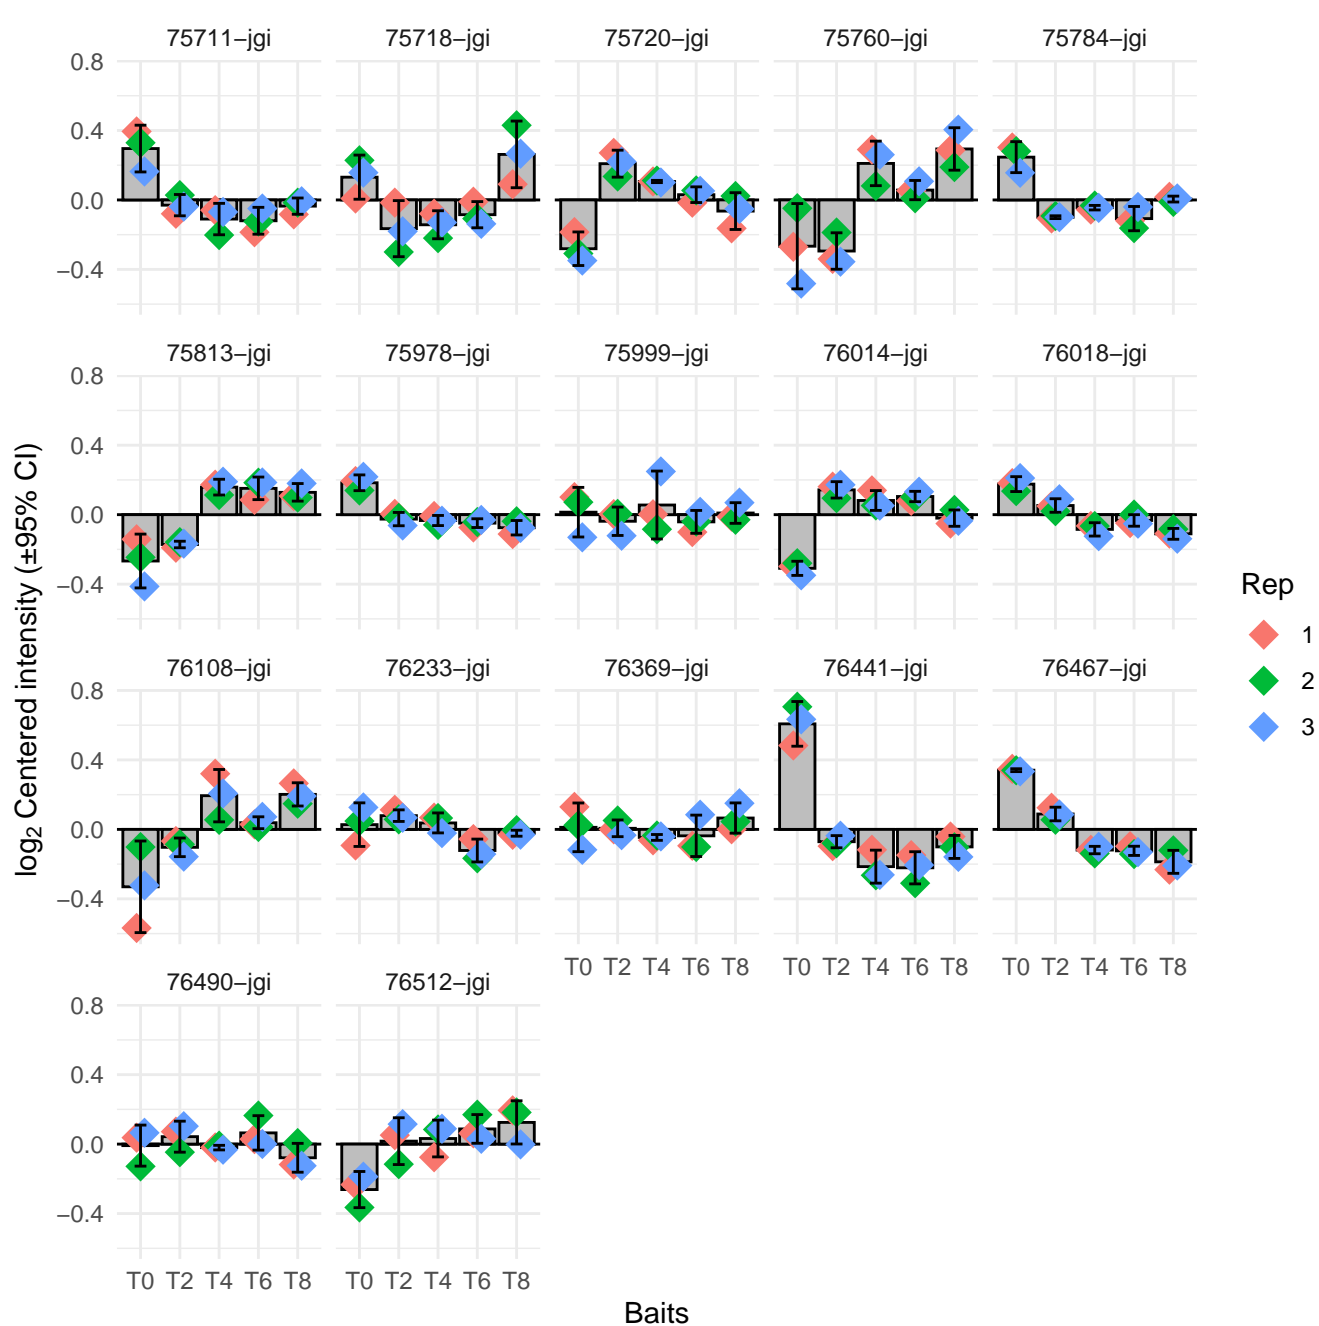 75711−jgi 75718−jgi 75720−jgi 75760−jgi 75784−jgi
0.8
0.4
0.0
−0.4
75813−jgi 75978−jgi 75999−jgi 76014−jgi 76018−jgi
0.8
0.4
0.0
−0.4
76108−jgi 76233−jgi 76369−jgi 76441−jgi 76467−jgi
0.8
0.4
0.0
−0.4
T0 T2 T4 T6 T8 T0 T2 T4 T6 T8 T0 T2 T4 T6 T8
76490−jgi 76512−jgi
0.8
0.4
0.0
−0.4
T0 T2 T4 T6 T8 T0 T2 T4 T6 T8
Baits
log₂ Centered intensity (±95% CI)
Rep
1
2
3